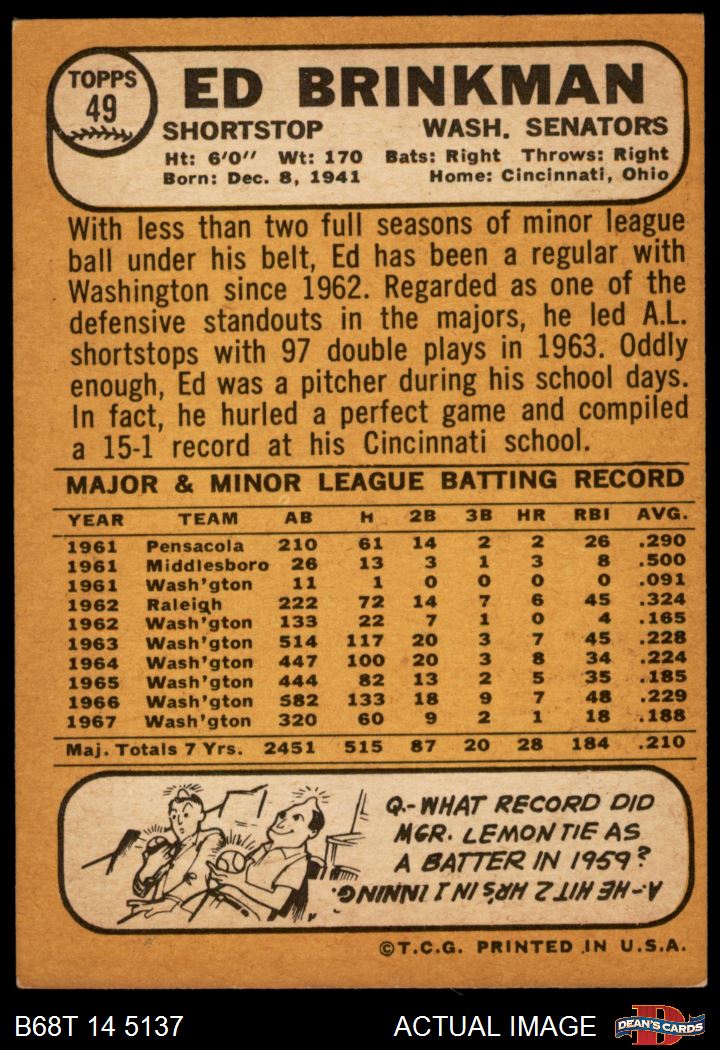 TOPPS
49
ED BRINKMAN
SHORTSTOP WASH. SENATORS
Ht: 6'0" Wt: 170 Bats: Right Throws: Right
Born: Dec. 8, 1941 Home: Cincinnati, Ohio
With less than two full seasons of minor league
ball under his belt, Ed has been a regular with
Washington since 1962. Regarded as one of the
defensive standouts in the majors, he led A.L.
shortstops with 97 double plays in 1963. Oddly
enough, Ed was a pitcher during his school days.
In fact, he hurled a perfect game and compiled
a 15-1 record at his Cincinnati school.
MAJOR & MINOR LEAGUE BATTING RECORD
YEAR TEAM AB H 2B 3B HR RBI AVG.
1961 Pensacola 210 61 14 2 2 26 .290
1961 Middlesboro 26 13 3 1 3 8 .500
1961 Wash'gton 11 1 0 0 0 0 .091
1962 Raleigh 222 72 14 7 6 45 .324
1962 Wash'gton 133 22 7 1 0 4 .165
1963 Wash'gton 514 117 20 3 7 45 .228
1964 Wash'gton 447 100 20 3 8 34 .224
1965 Wash'gton 444 82 13 2 5 35 .185
1966 Wash'gton 582 133 18 9 7 48 .229
1967 Wash'gton 320 60 9 2 1 18 .188
Maj. Totals 7 Yrs. 2451 515 87 20 28 184 .210
Q.-WHAT RECORD DID
MGR. LEMON TIE AS
A BATTER IN 1959?
A-HE HIT 2 HR'S IN 1 INNING.
©T.C.G. PRINTED IN U.S.A.
B68T 14 5137 ACTUAL IMAGE
D
DEAN'S CARDS